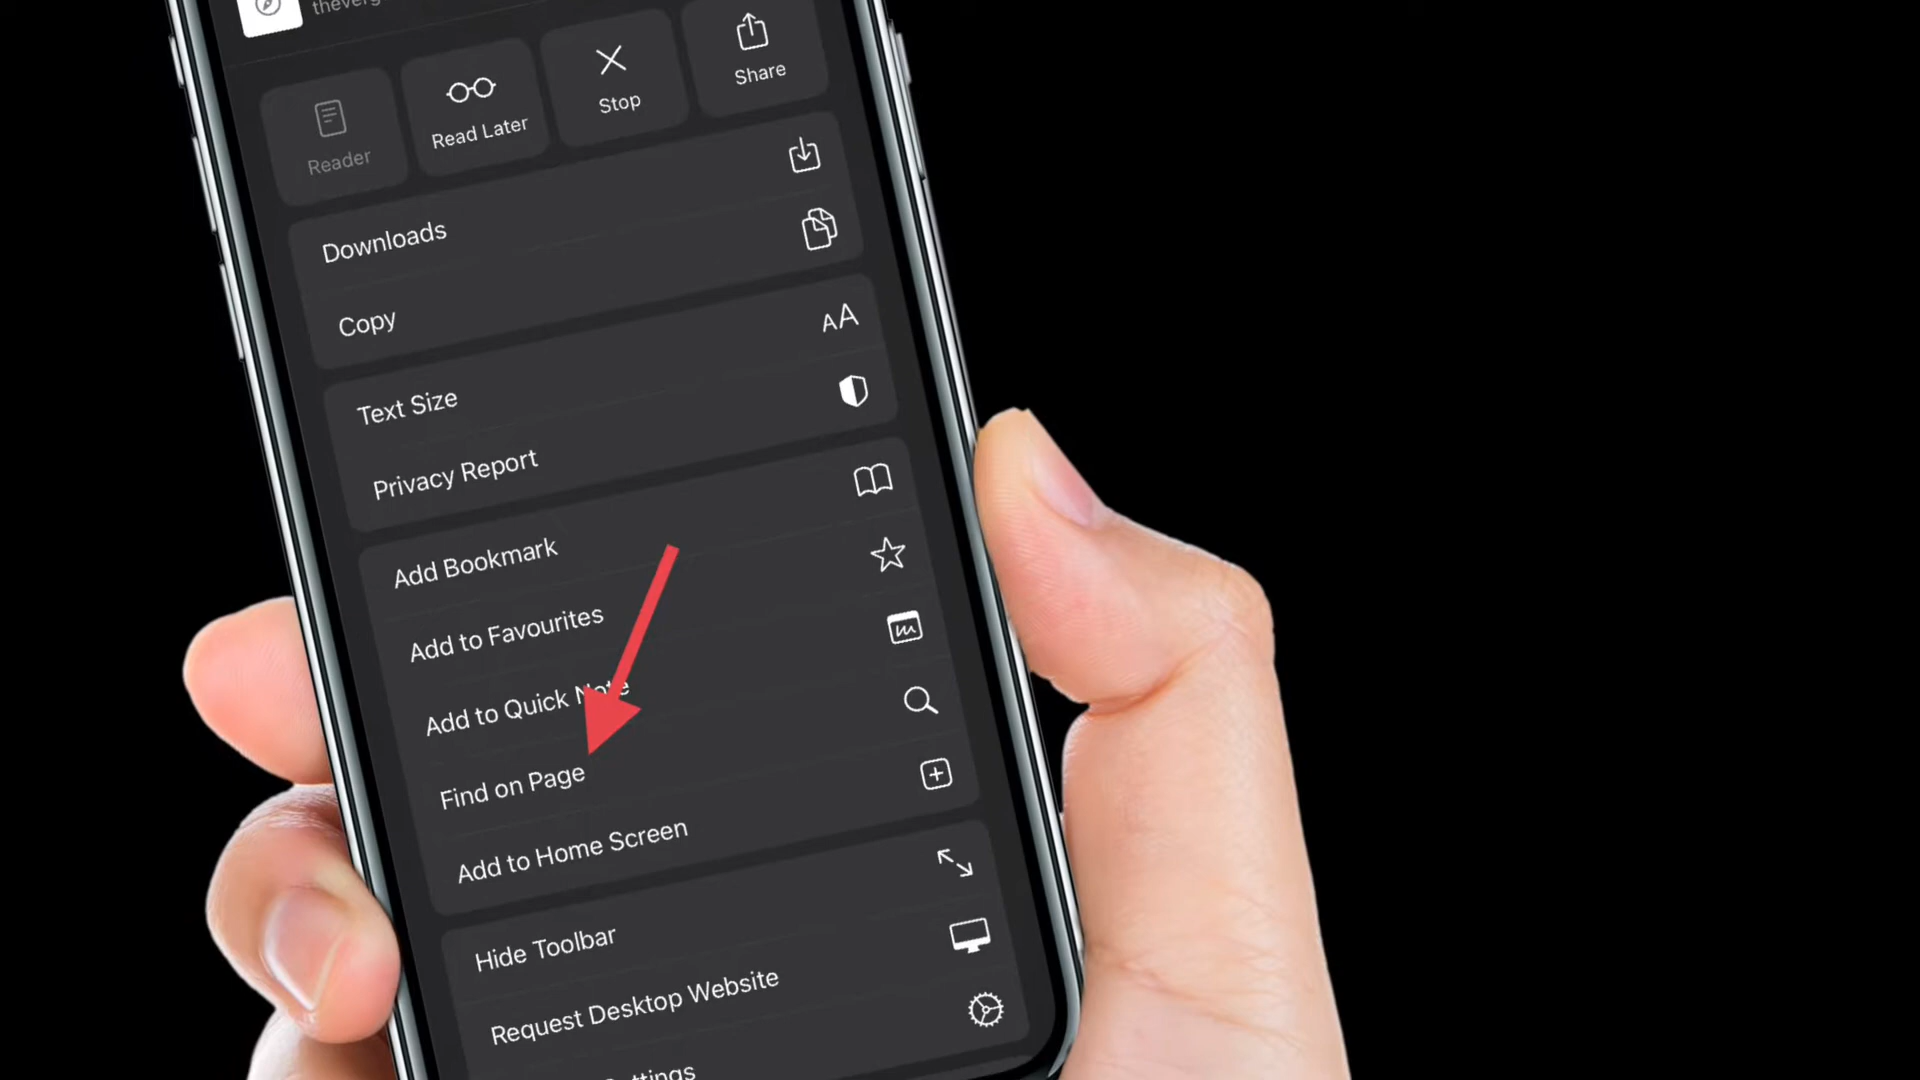 Reader
Read Later
Stop
Share
Downloads
Copy
AA
Text Size
Privacy Report
Add Bookmark
Add to Favourites
Add to Quick Note
Find on Page
Add to Home Screen
Hide Toolbar
Request Desktop Website